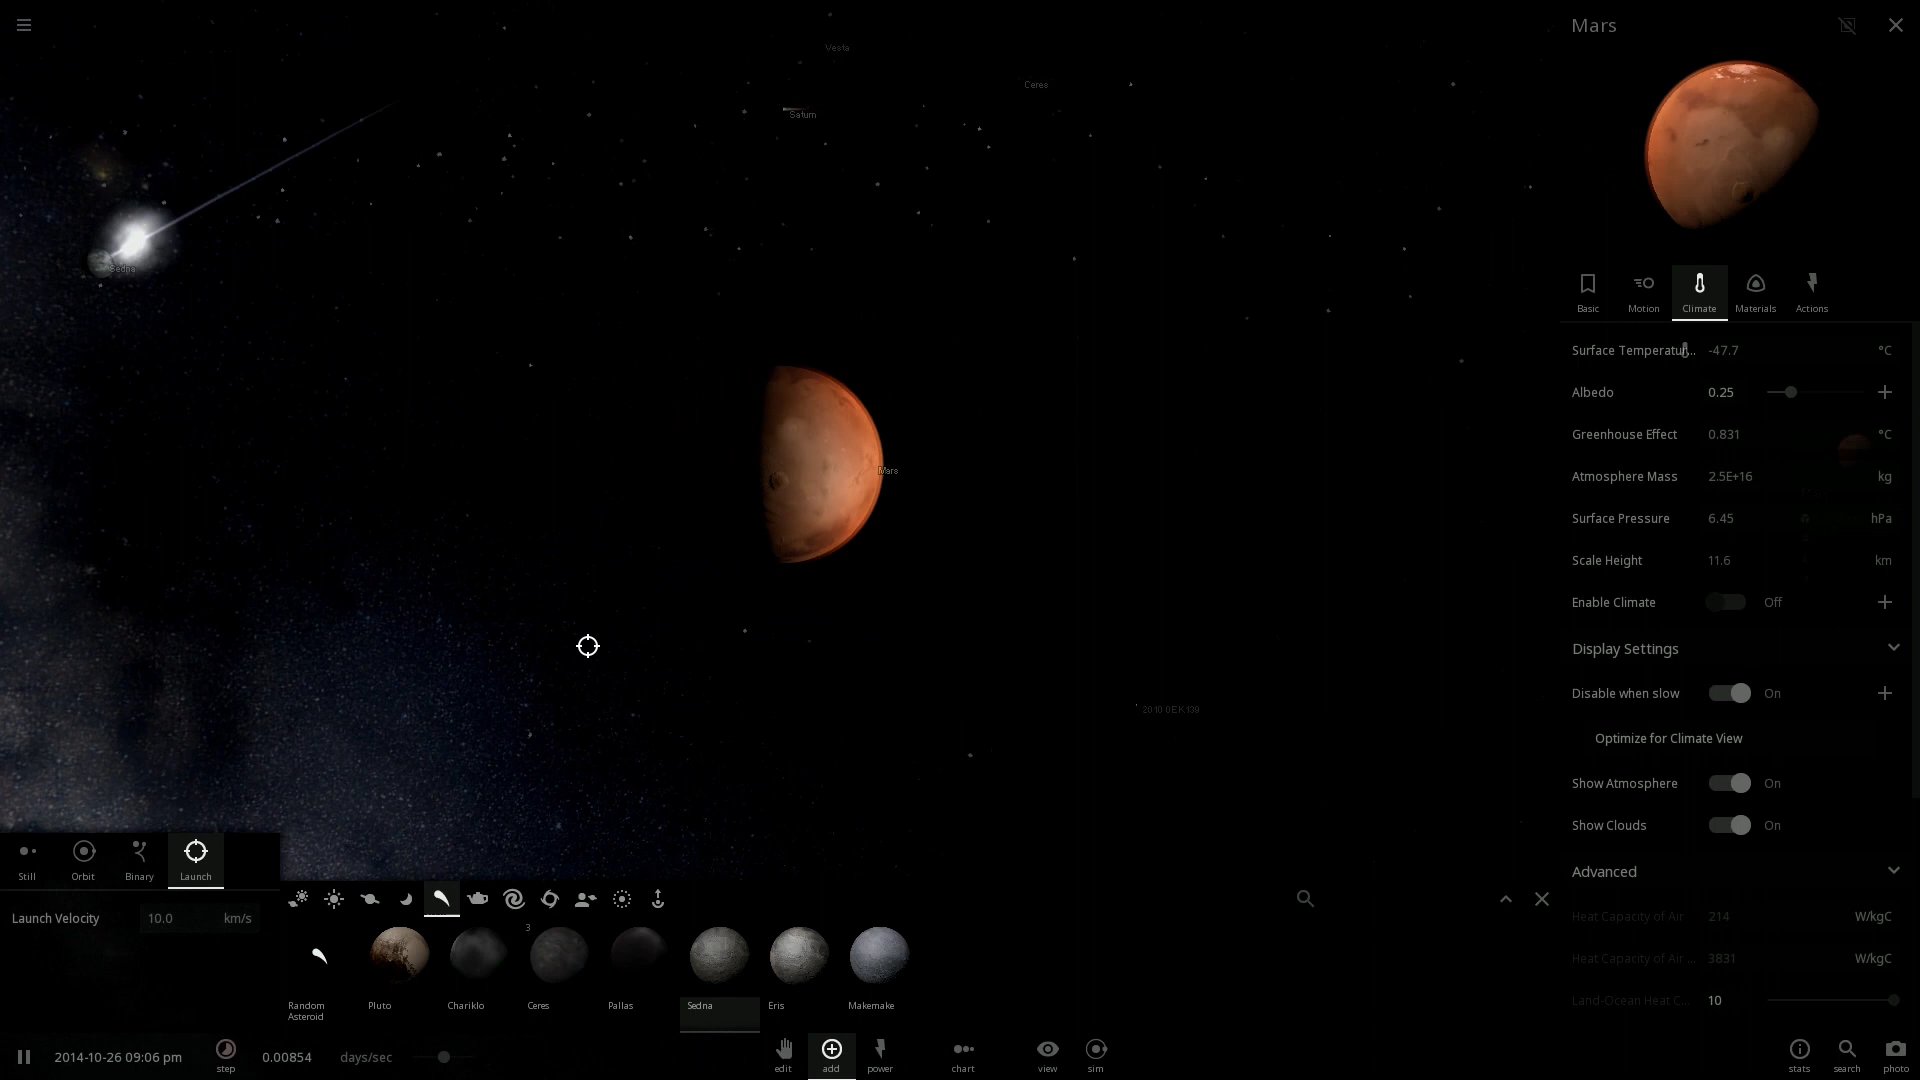 Mars
Vesta
Ceres
Saturn
Sedna
Mars
Basic Motion Climate Materials Actions
Surface Temperatur... -47.7 °C
Albedo 0.25
Greenhouse Effect 0.831 °C
Atmosphere Mass 2.5E+16 kg
Surface Pressure 6.45 hPa
Scale Height 11.6 km
Enable Climate Off
Display Settings
Disable when slow On
Optimize for Climate View
Show Atmosphere On
Show Clouds On
Advanced
Heat Capacity of Air 214 W/kgC
Heat Capacity of Air ... 3831 W/kgC
Land-Ocean Heat C... 10
Still Orbit Binary Launch
Launch Velocity 10.0 km/s
3
Random
Asteroid
Pluto
Chariklo
Ceres
Pallas
Sedna
Eris
Makemake
2014-10-26 09:06 pm
step
0.00854 days/sec
edit add power chart view sim
stats search photo